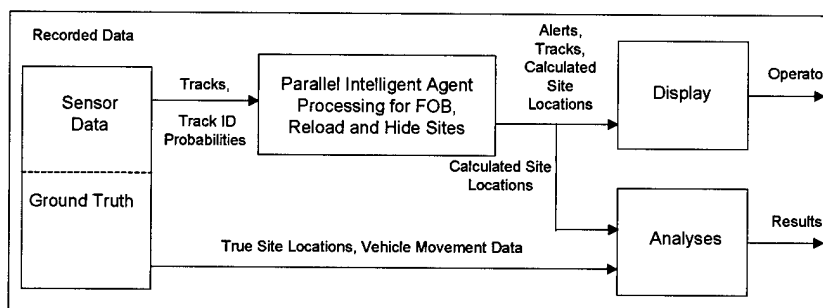 Recorded Data
Sensor
Data
Ground Truth
Tracks,
Track ID
Probabilities
Parallel Intelligent Agent
Processing for FOB,
Reload and Hide Sites
Alerts,
Tracks,
Calculated
Site
Locations
Display
Operato
Calculated Site
Locations
True Site Locations, Vehicle Movement Data
Analyses
Results